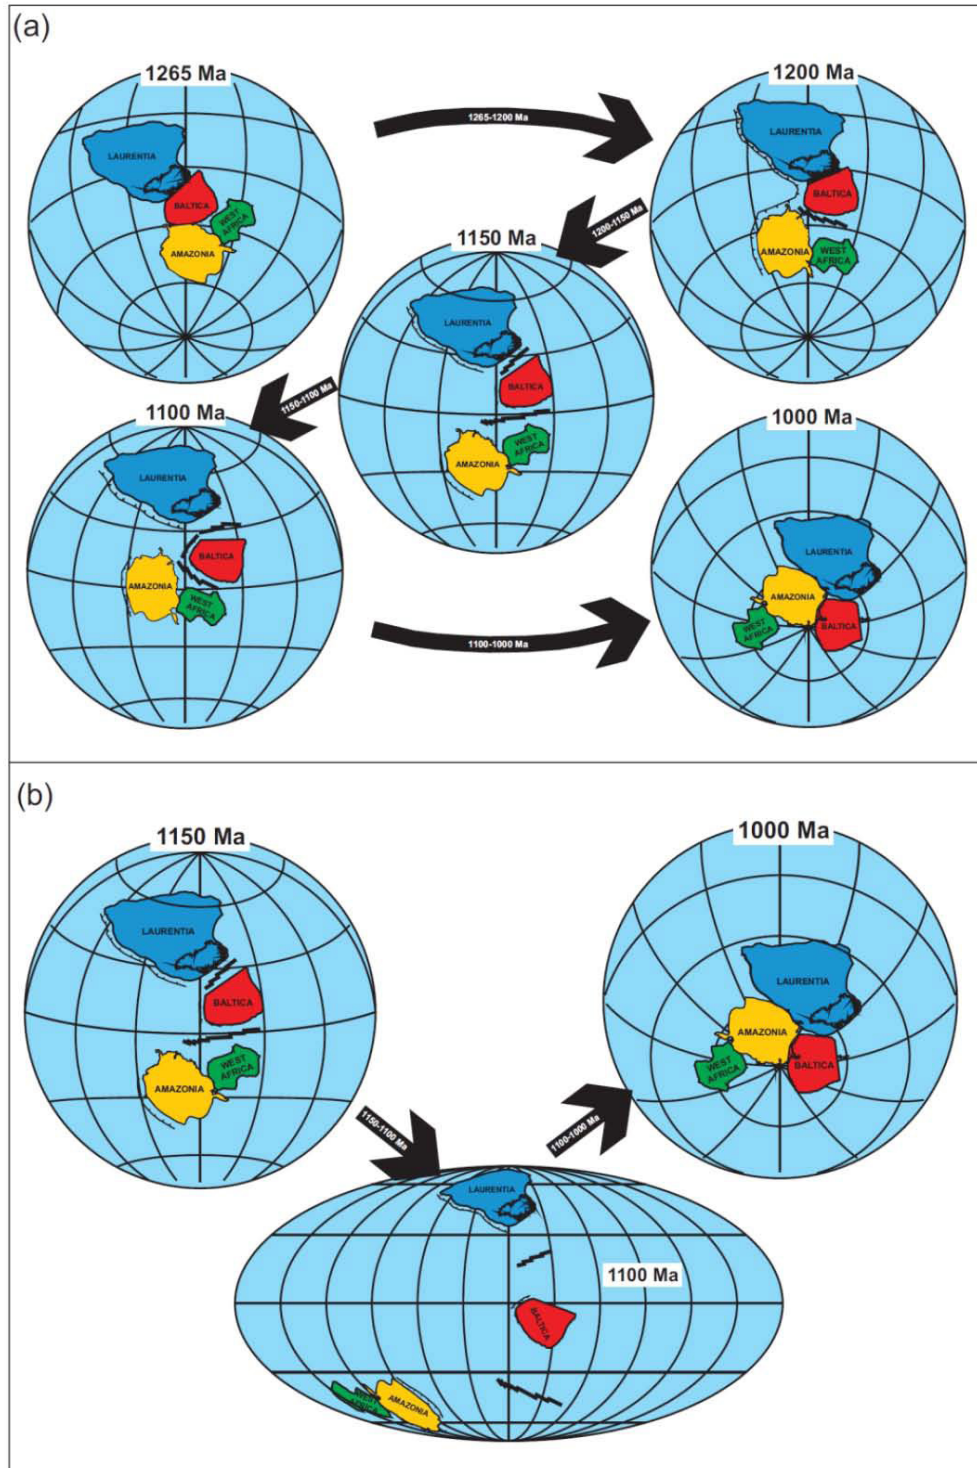 (a)
1265 Ma
LAURENTIA
BALTICA
WEST
AFRICA
AMAZONIA
1265-1200 Ma
1200 Ma
LAURENTIA
BALTICA
AMAZONIA
WEST
AFRICA
1200-1150 Ma
1150 Ma
LAURENTIA
BALTICA
WEST
AFRICA
AMAZONIA
1150-1100 Ma
1100 Ma
LAURENTIA
BALTICA
AMAZONIA
WEST
AFRICA
1100-1000 Ma
1000 Ma
LAURENTIA
AMAZONIA
WEST
AFRICA
BALTICA
(b)
1150 Ma
LAURENTIA
BALTICA
WEST
AFRICA
AMAZONIA
1150-1100 Ma
LAURENTIA
1100 Ma
BALTICA
WEST
AFRICA
AMAZONIA
1100-1000 Ma
1000 Ma
LAURENTIA
AMAZONIA
WEST
AFRICA
BALTICA